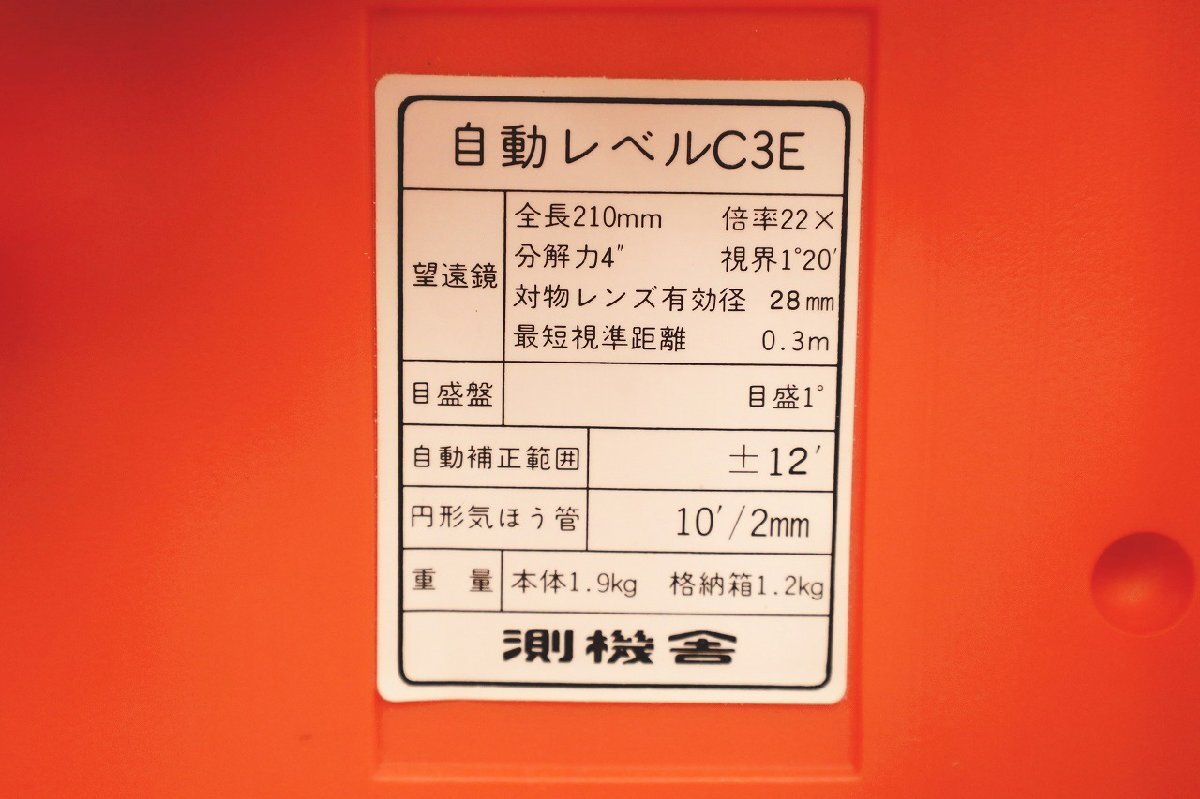 自動レベルC3E
望遠鏡
全長210mm 倍率22×
分解力4″ 視界1°20′
対物レンズ有効径 28mm
最短視準距離 0.3m
目盛盤 目盛1°
自動補正範囲 ±12′
円形気ほう管 10′/2mm
重量 本体1.9kg 格納箱1.2kg
測機舎